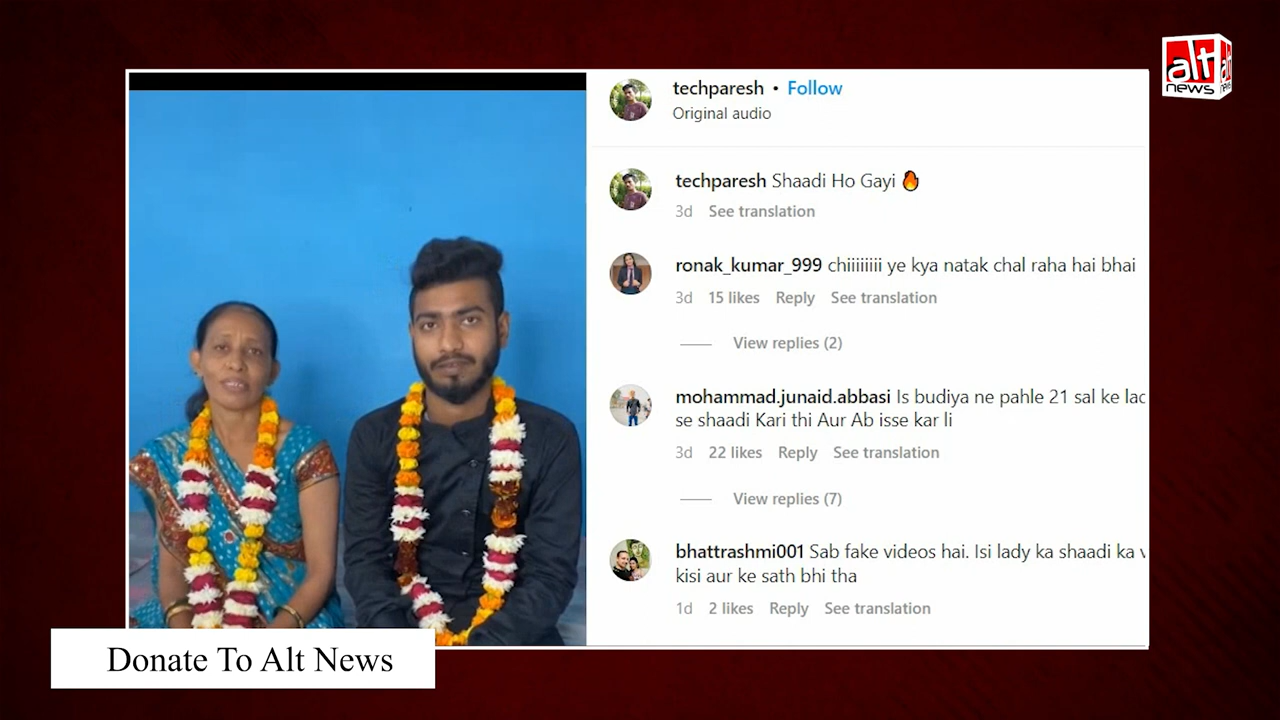 alt
news
techparesh • Follow
Original audio
techparesh Shaadi Ho Gayi 🔥
3d See translation
ronak_kumar_999 chiiiiiiii ye kya natak chal raha hai bhai
3d 15 likes Reply See translation
View replies (2)
mohammad.junaid.abbasi Is budiya ne pahle 21 sal ke
se shaadi Kari thi Aur Ab isse kar li
3d 22 likes Reply See translation
View replies (7)
bhattrashmi001 Sab fake videos hai. Isi lady ka shaadi ka
kisi aur ke sath bhi tha
1d 2 likes Reply See translation
Donate To Alt News